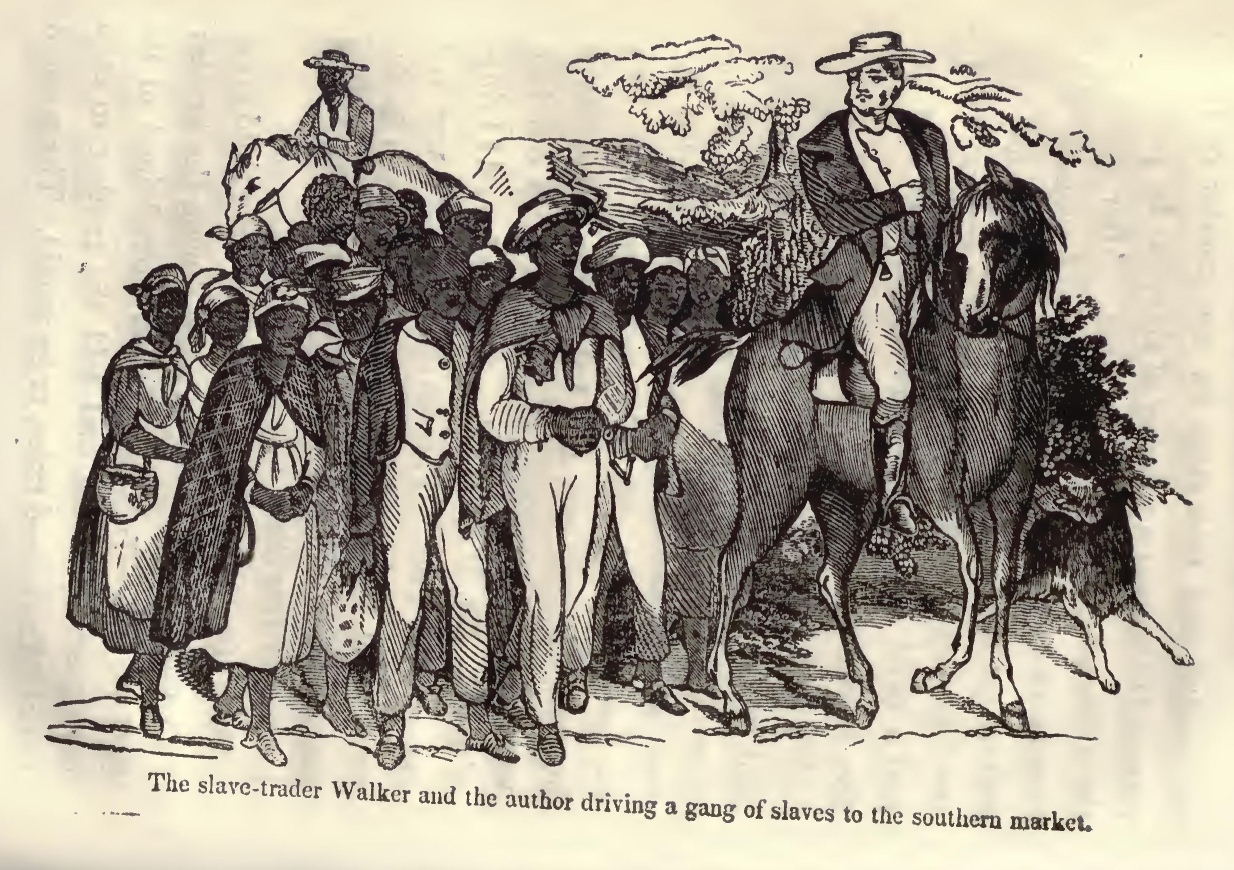 The slave-trader Walker and the author driving a gang of slaves to the southern market.